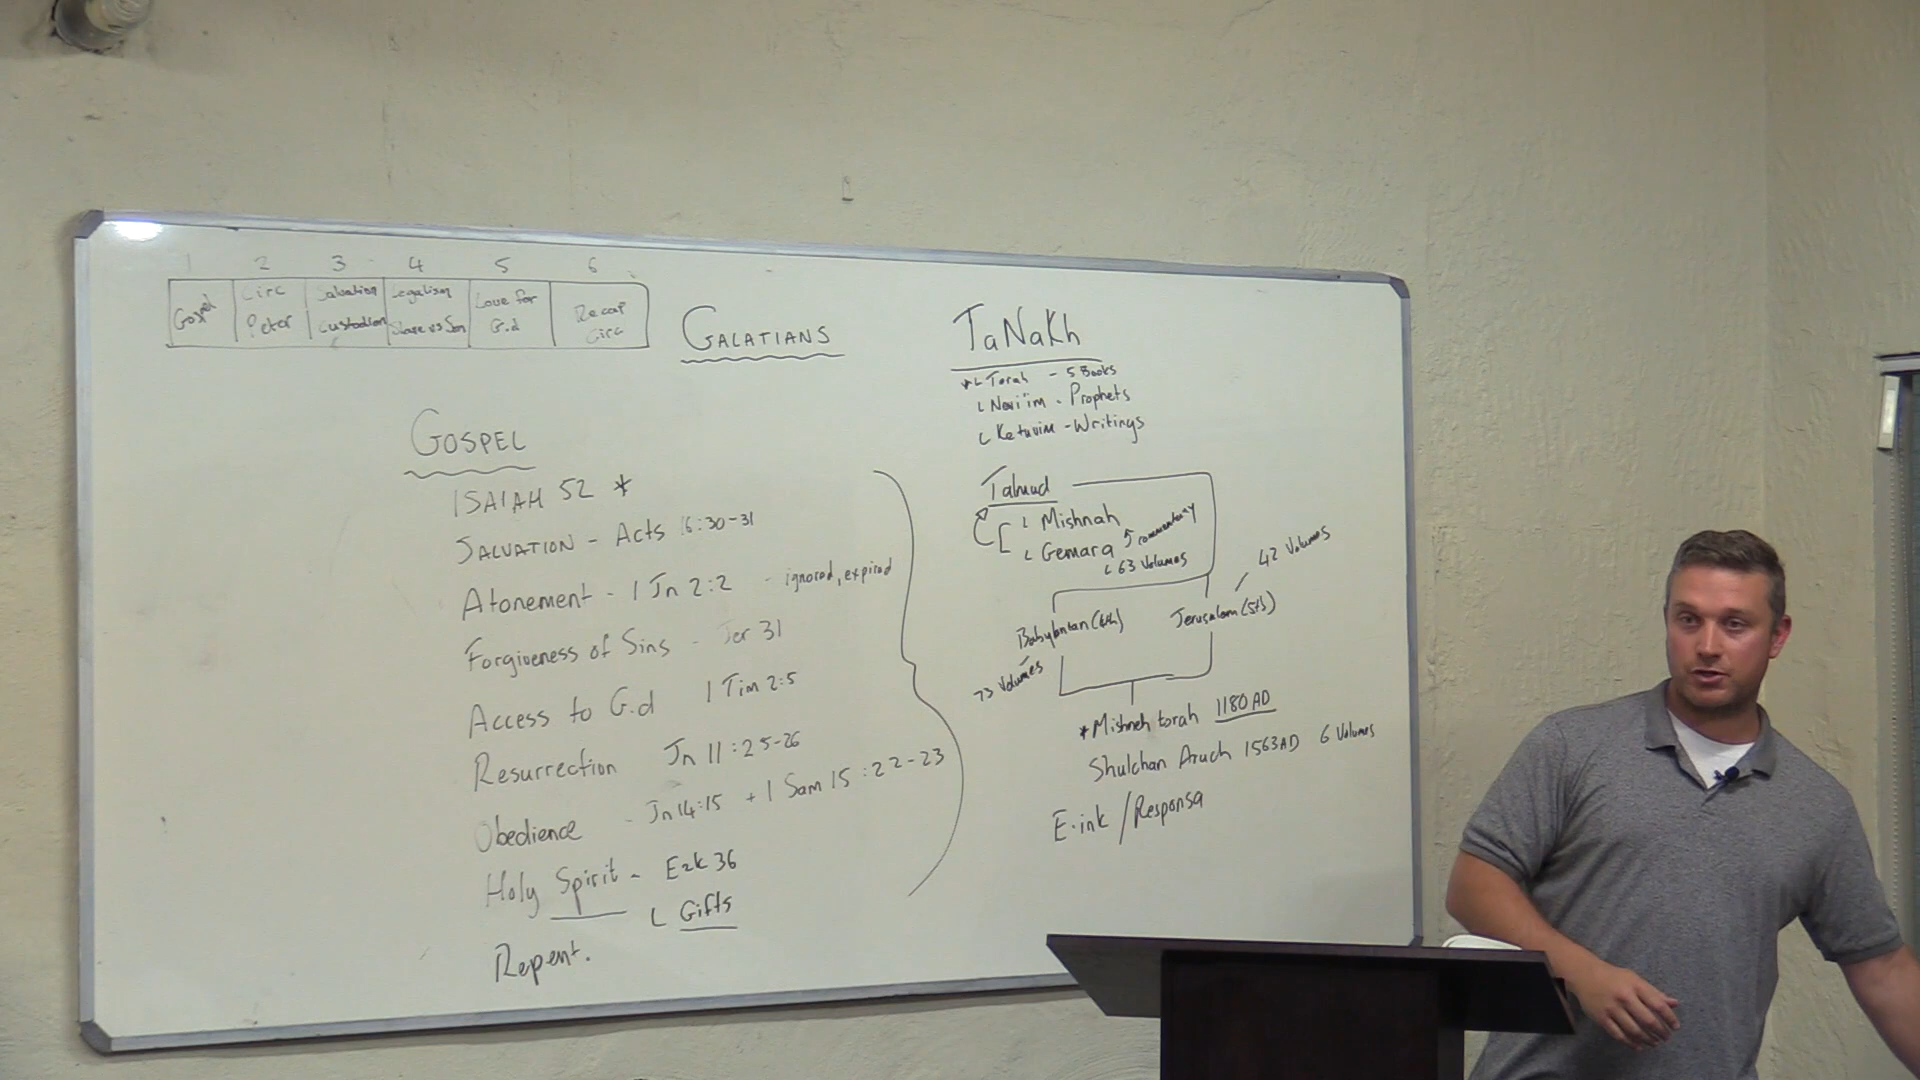 1 2 3 4 5 6
Gospel
Circ
Peter
Salvation
Custodian
Legalism
Slave vs Son
Love for
G.d
Recap
Circ
GALATIANS
GOSPEL
ISAIAH 52 *
SALVATION - Acts 16:30-31
Atonement - 1 Jn 2:2 - ignored, expired
Forgiveness of Sins - Jer 31
Access to G.d 1 Tim 2:5
Resurrection Jn 11:25-26
Obedience - Jn 14:15 + 1 Sam 15:22-23
Holy Spirit - Ezk 36
L Gifts
Repent.
TaNaKh
* L Torah - 5 Books
L Nevi'im - Prophets
L Ketuvim - Writings
Talmud
L Mishnah
L Gemara commentary
L 63 Volumes
42 Volumes
Babylonian (6th) Jerusalem (5th)
73 Volumes
* Mishneh torah 1180 AD
Shulchan Aruch 1563 AD 6 Volumes
E-ink / Responsa